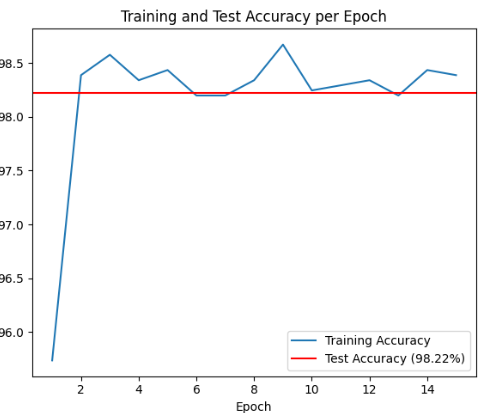 Training and Test Accuracy per Epoch
98.5
98.0
97.5
97.0
96.5
96.0
Training Accuracy
Test Accuracy (98.22%)
2 4 6 8 10 12 14
Epoch